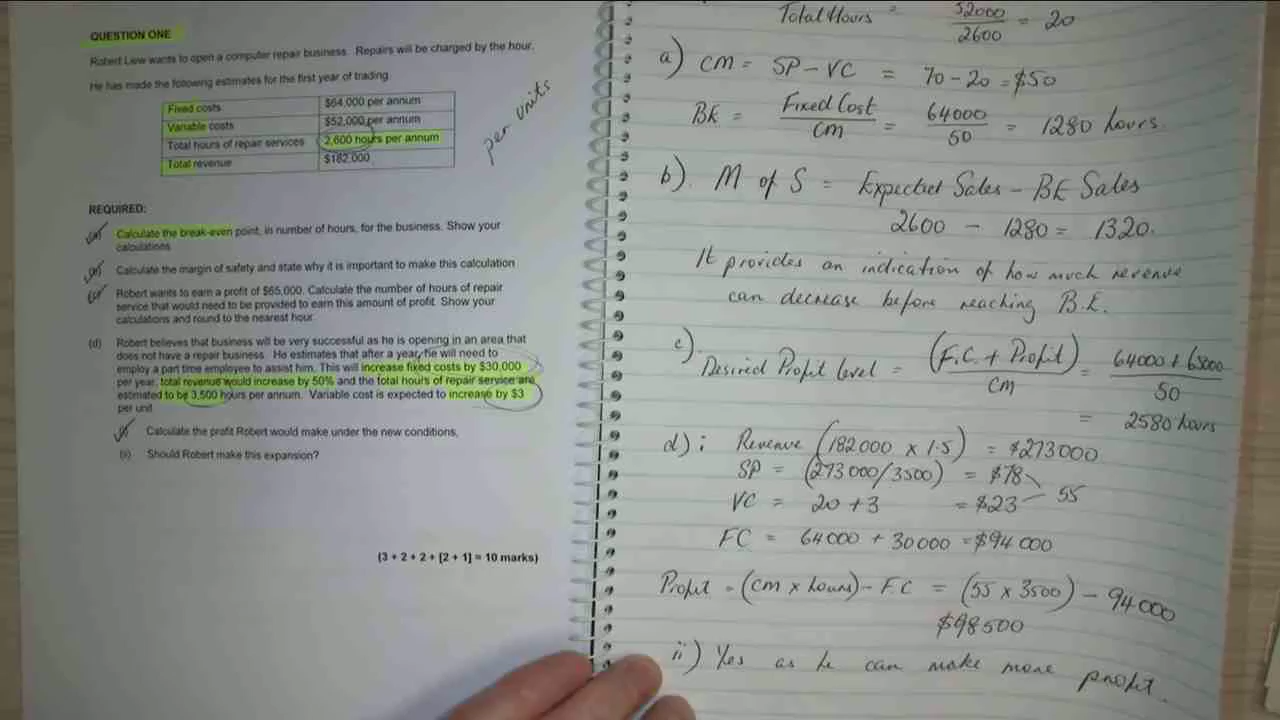 QUESTION ONE
Robert Liew wants to open a computer repair business. Repairs will be charged by the hour.
He has made the following estimates for the first year of trading
Fixed costs $64,000 per annum
Variable costs $52,000 per annum
Total hours of repair services 2,600 hours per annum
Total revenue $182,000
per units
REQUIRED:
(a) Calculate the break-even point, in number of hours, for the business. Show your
calculations
(b) Calculate the margin of safety and state why it is important to make this calculation
(c) Robert wants to earn a profit of $65,000. Calculate the number of hours of repair
service that would need to be provided to earn this amount of profit. Show your
calculations and round to the nearest hour.
(d) Robert believes that business will be very successful as he is opening in an area that
does not have a repair business. He estimates that after a year, he will need to
employ a part time employee to assist him. This will increase fixed costs by $30,000
per year, total revenue would increase by 50% and the total hours of repair service are
estimated to be 3,500 hours per annum. Variable cost is expected to increase by $3
per unit
(i) Calculate the profit Robert would make under the new conditions,
(ii) Should Robert make this expansion?
(3 + 2 + 2 + [2 + 1] = 10 marks)
Total Hours = 52000 / 2600 = 20
a) CM = SP - VC = 70 - 20 = $50
BE = Fixed Cost / CM = 64000 / 50 = 1280 hours.
b). M of S = Expected Sales - BE Sales
2600 - 1280 = 1320.
It provides an indication of how much revenue
can decrease before reaching B.E.
c). Desired Profit Level = (F.C + Profit) / CM = 64000 + 65000 / 50
= 2580 hours
d) i Revenue (182000 x 1.5) = $273000
SP = (273000/3500) = $78
VC = 20 + 3 = $23 55
FC = 64000 + 30000 = $94000
Profit = (CM x hours) - F.C = (55 x 3500) - 94000
$98500
ii) Yes as he can make more profit.